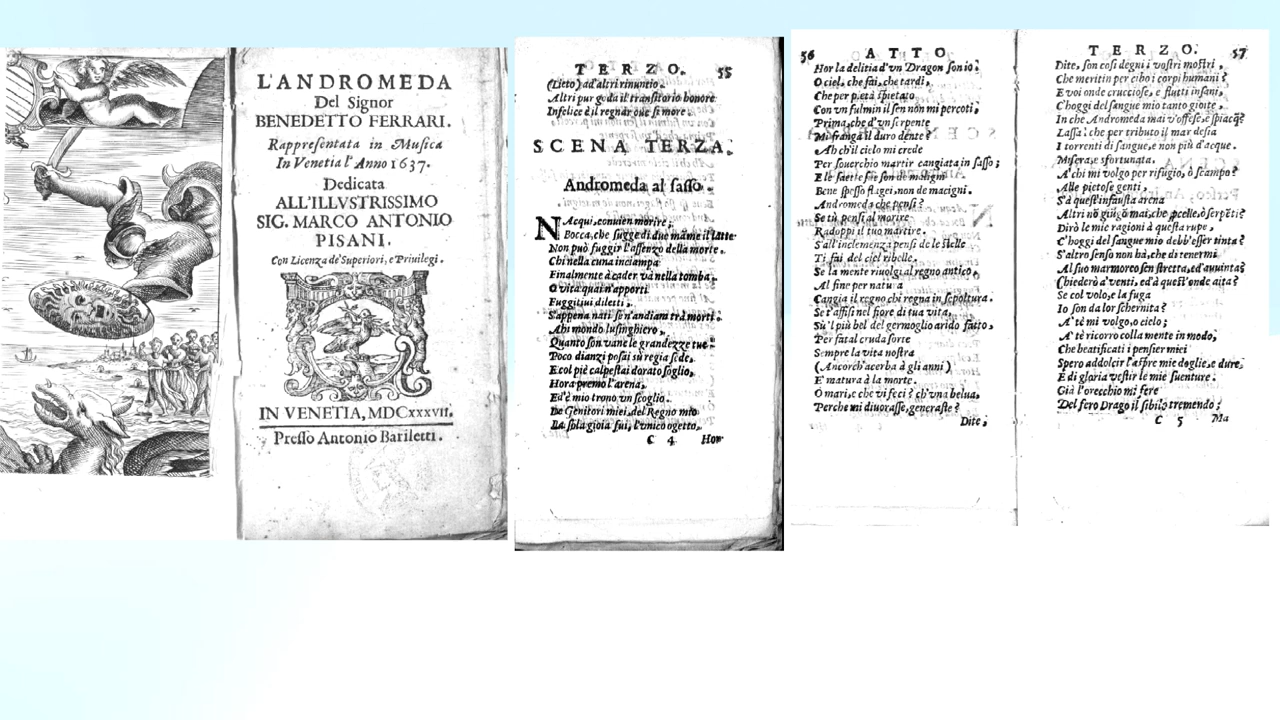 L'ANDROMEDA
Del Signor
BENEDETTO FERRARI.
Rappresentata in Musica
In Venetia l'Anno 1637.
Dedicata
ALL'ILLVSTRISSIMO
SIG. MARCO ANTONIO
PISANI.
Con Licenza de' Superiori, e Priuilegi.
IN VENETIA, MDCxxxvii.
Presso Antonio Bariletti.
TERZO. 55
(Lieto) ad altri rinuntio.
Altri pur goda il transitorio honore
Infelice è il regnar oue si more.
SCENA TERZA.
Andromeda al sasso.
NAcqui, conuien morire;
Bocca, che sugge di due mãme il latte
Non può fuggir l'assenzo della morte.
Chi nella cuna inciampa
Finalmente à cader và nella tomba.
O vita quai n'apporti
Fuggitiui diletti.
S'appena nati se n'andiam trà morti.
Ahi mondo lusinghiero,
Quanto son vane le grandezze tue!
Poco dianzi posai sù regia sede,
E col piè calpestai dorato soglio,
Hora premo l'arena,
Ed'è mio trono vn scoglio.
De Genitori miei, del Regno mio
La sola gioia fui, l'vnico ogetto,
C 4 Hor
56 ATTO
Hor la delitia d'vn Dragon son io:
O ciel, che fai, che tardi,
Che per pietà spietato
Con vn fulmin il sen non mi percoti,
Prima, che d'vn serpente
Mi franga il duro dente?
Ah ch'il ciel mi crede
Per souerchio martir cangiata in sasso;
E le saette sue son de maligni
Bene spesso flagei, non de macigni.
Andromeda che pensi?
Se tù pensi al morire
Radoppi il tuo martire.
S'all'inclemenza pensi de le stelle
Ti fai del ciel ribelle.
Se la mente riuolgi al regno antico,
Al fine per natura
Cangia il regno chi regna in sepoltura.
Se t'affisi nel fiore di tua vita,
Sù 'l più bel del germoglio arido fatto,
Per fatal cruda sorte
Sempre la vita nostra
(Ancorch' acerba à gli anni)
E' matura à la morte.
O mari, e che vi feci? ch'vna belua,
Perche mi diuorasse, generaste?
Dite,
TERZO. 57
Dite, son così degni i vostri mostri,
Che meritin per cibo i corpi humani?
E voi onde crucciose, e flutti insani,
C'hoggi del sangue mio tanto gioite,
In che Andromeda mai v'offese, e spiacq;?
Lassa! che per tributo il mar desia
I torrenti di sangue, e non più d'acque.
Misera, e sfortunata.
A' chi mi volgo per rifugio, ò scampo?
Alle pietose genti,
S'à quest'infausta arena
Altri nõ giũg' ò mai, che pcelle, ò serpẽti?
Dirò le mie ragioni à questa rupe,
C'hoggi del sangue mio debb'esser tinta?
S'altro senso non hà, che di tenermi
Al suo marmoreo sen stretta, ed auuinta?
Chiederò a' venti, ed à quest'onde aita?
Se col volo, e la fuga
Io son da lor schernita?
A' tè mi volgo, o cielo;
A' tè ricorro colla mente in modo,
Che beatificati i pensier miei
Spero addolcir l'aspre mie doglie, e dure,
E di gloria vestir le mie suenture.
Già l'orecchio mi fere
Del fero Drago il sibilo tremendo;
C 5 Ma